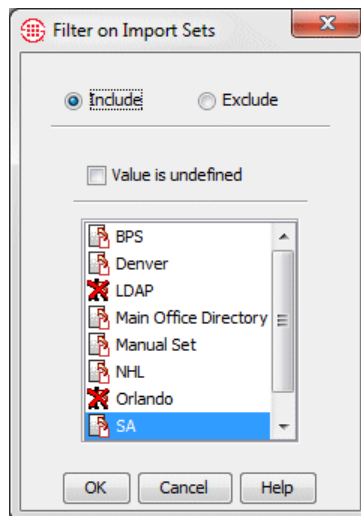 Filter on Import Sets
Include Exclude
Value is undefined
BPS
Denver
LDAP
Main Office Directory
Manual Set
NHL
Orlando
SA
OK Cancel Help